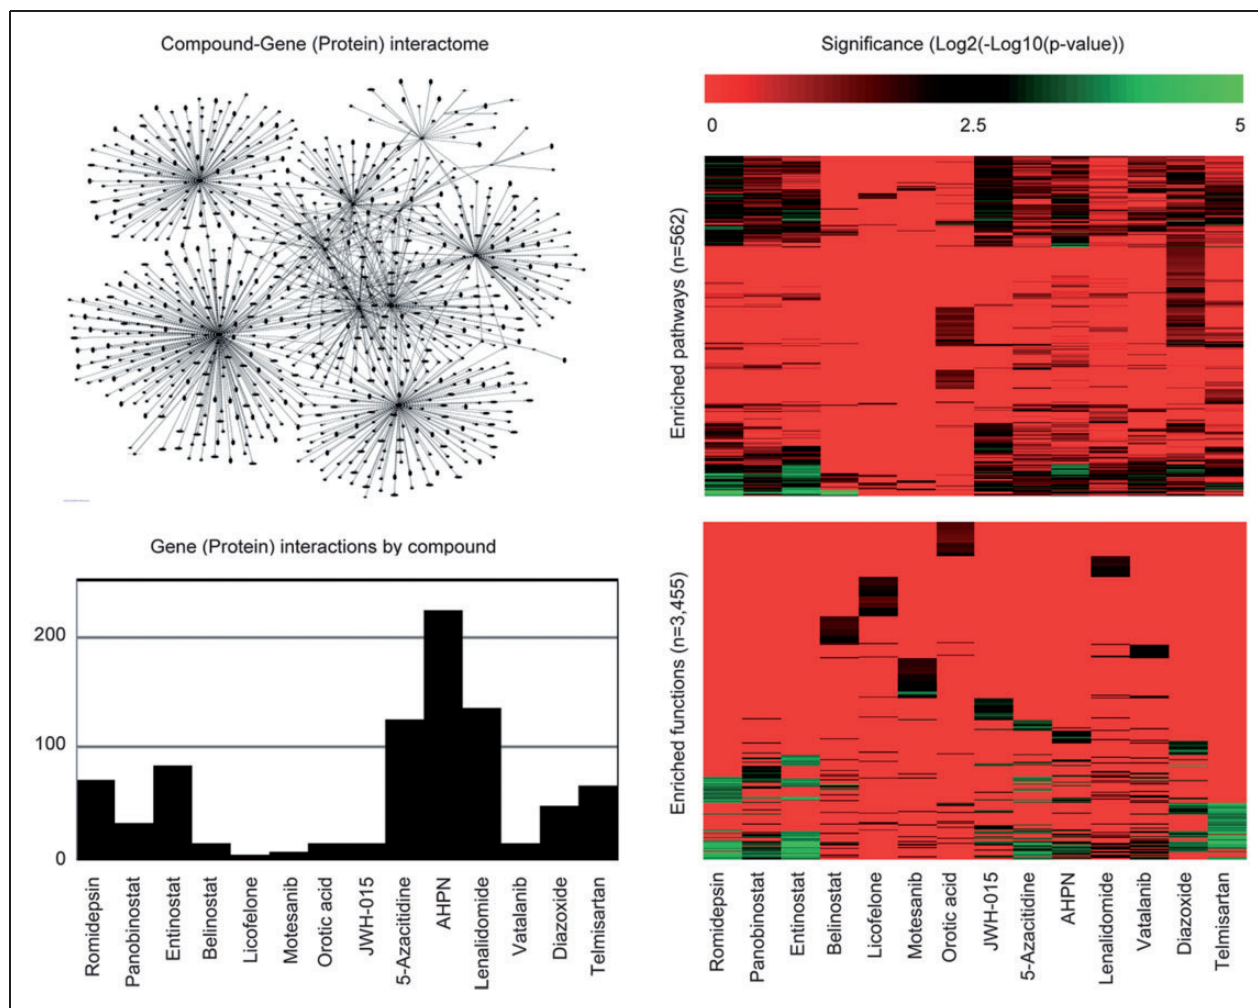 Compound-Gene (Protein) interactome
Significance (Log2(-Log10(p-value))
0
2.5
5
Enriched pathways (n=562)
Gene (Protein) interactions by compound
200
100
0
Romidepsin
Panobinostat
Entinostat
Belinostat
Licofelone
Motesanib
Orotic acid
JWH-015
5-Azacitidine
AHPN
Lenalidomide
Vatalanib
Diazoxide
Telmisartan
Enriched functions (n=3,455)
Romidepsin
Panobinostat
Entinostat
Belinostat
Licofelone
Motesanib
Orotic acid
JWH-015
5-Azacitidine
AHPN
Lenalidomide
Vatalanib
Diazoxide
Telmisartan